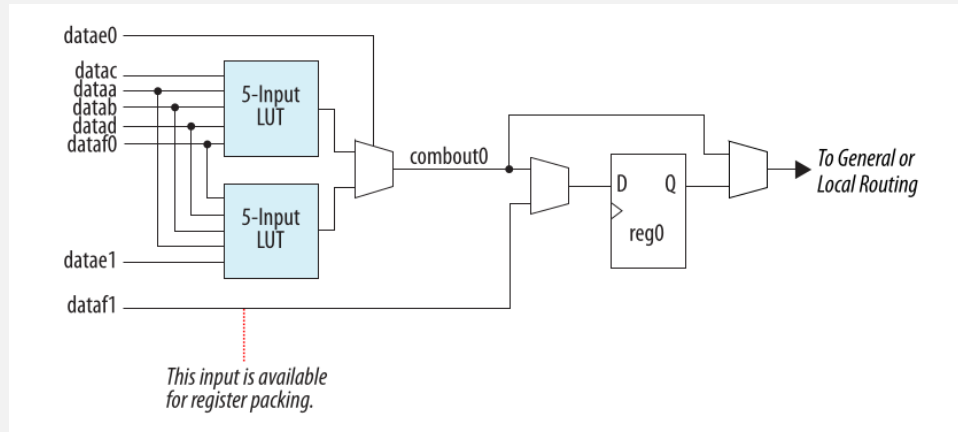 datae0
datac
dataa
datab
datad
dataf0
5-Input
LUT
combout0
To General or
Local Routing
D Q
reg0
5-Input
LUT
datae1
dataf1
This input is available
for register packing.